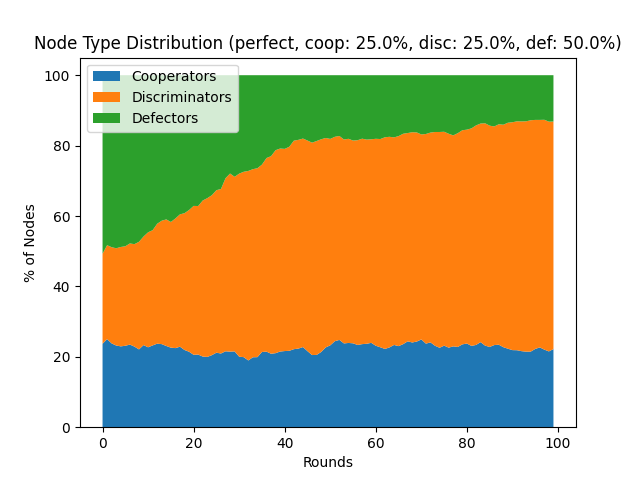 Node Type Distribution (perfect, coop: 25.0%, disc: 25.0%, def: 50.0%)
Cooperators
Discriminators
Defectors
% of Nodes
100
80
60
40
20
0
0 20 40 60 80 100
Rounds